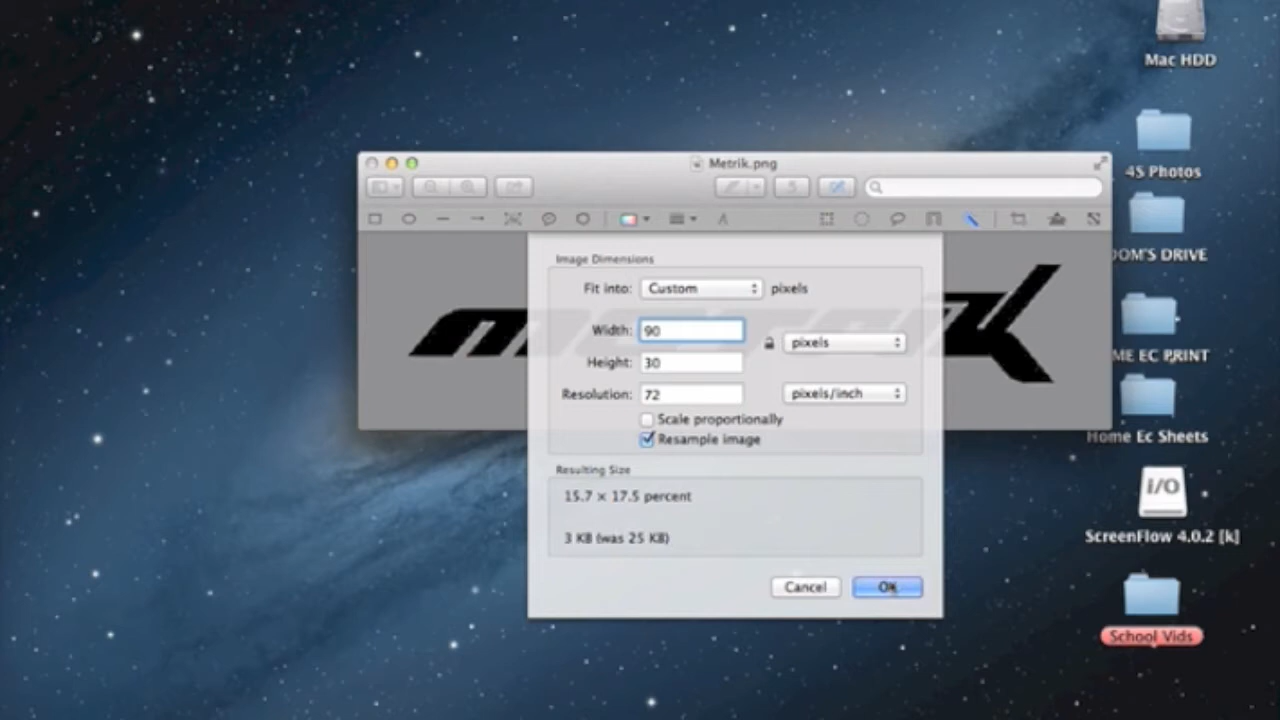 Mac HDD
Metrik.png
4S Photos
Image Dimensions
OOM'S DRIVE
Fit into: Custom pixels
Width: 90
pixels
Height: 30
ME EC PRINT
Resolution: 72 pixels/inch
Scale proportionally
Resample image
Home Ec Sheets
Resulting Size
15.7 × 17.5 percent
I/O
3 KB (was 25 KB)
ScreenFlow 4.0.2 [k]
Cancel OK
School Vids